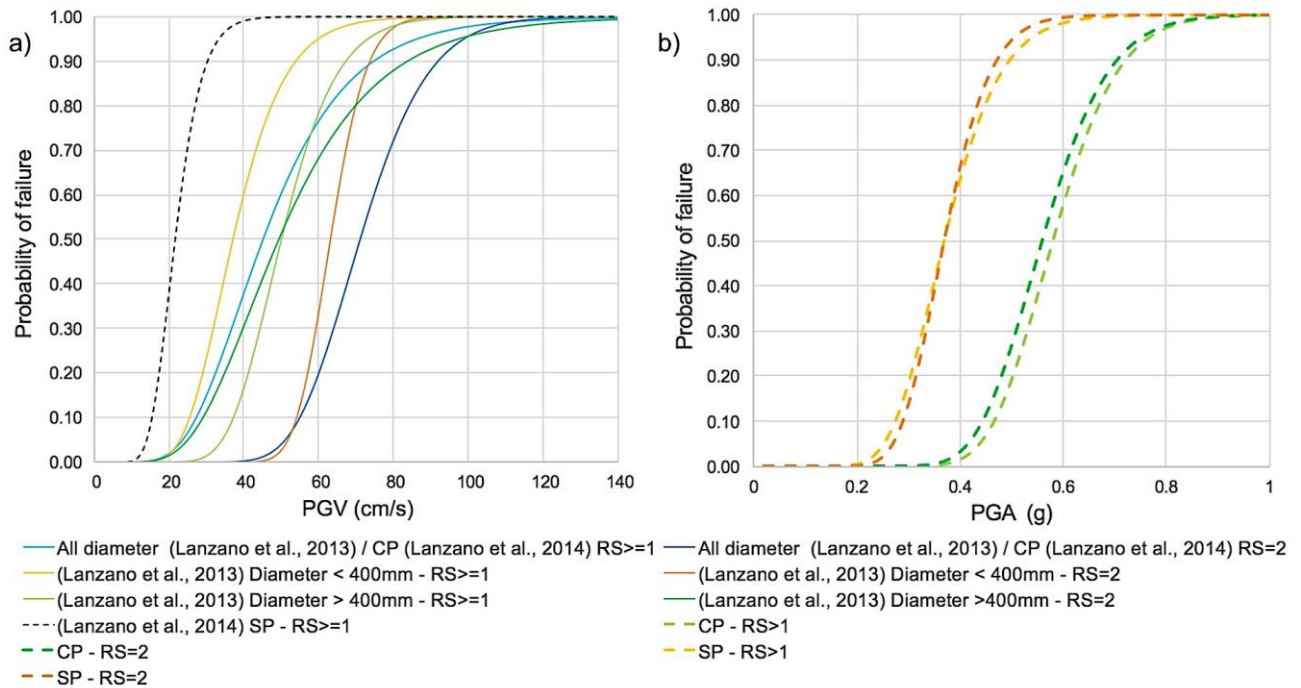 a)
Probability of failure
1.00
0.90
0.80
0.70
0.60
0.50
0.40
0.30
0.20
0.10
0.00
0 20 40 60 80 100 120 140
PGV (cm/s)
b)
Probability of failure
1.00
0.90
0.80
0.70
0.60
0.50
0.40
0.30
0.20
0.10
0.00
0 0.2 0.4 0.6 0.8 1
PGA (g)
All diameter (Lanzano et al., 2013) / CP (Lanzano et al., 2014) RS>=1
(Lanzano et al., 2013) Diameter < 400mm - RS>=1
(Lanzano et al., 2013) Diameter > 400mm - RS>=1
(Lanzano et al., 2014) SP - RS>=1
CP - RS=2
SP - RS=2
All diameter (Lanzano et al., 2013) / CP (Lanzano et al., 2014) RS=2
(Lanzano et al., 2013) Diameter < 400mm - RS=2
(Lanzano et al., 2013) Diameter >400mm - RS=2
CP - RS>1
SP - RS>1